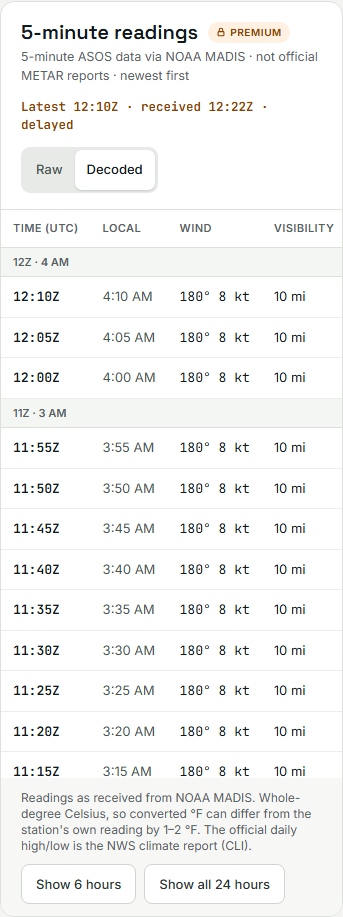 5-minute readings PREMIUM
5-minute ASOS data via NOAA MADIS · not official
METAR reports · newest first
Latest 12:10Z · received 12:22Z ·
delayed
Raw Decoded
TIME (UTC) LOCAL WIND VISIBILITY
12Z · 4 AM
12:10Z 4:10 AM 180° 8 kt 10 mi
12:05Z 4:05 AM 180° 8 kt 10 mi
12:00Z 4:00 AM 180° 8 kt 10 mi
11Z · 3 AM
11:55Z 3:55 AM 180° 8 kt 10 mi
11:50Z 3:50 AM 180° 8 kt 10 mi
11:45Z 3:45 AM 180° 8 kt 10 mi
11:40Z 3:40 AM 180° 8 kt 10 mi
11:35Z 3:35 AM 180° 8 kt 10 mi
11:30Z 3:30 AM 180° 8 kt 10 mi
11:25Z 3:25 AM 180° 8 kt 10 mi
11:20Z 3:20 AM 180° 8 kt 10 mi
11:15Z 3:15 AM 180° 8 kt 10 mi
Readings as received from NOAA MADIS. Whole-
degree Celsius, so converted °F can differ from the
station's own reading by 1–2 °F. The official daily
high/low is the NWS climate report (CLI).
Show 6 hours Show all 24 hours